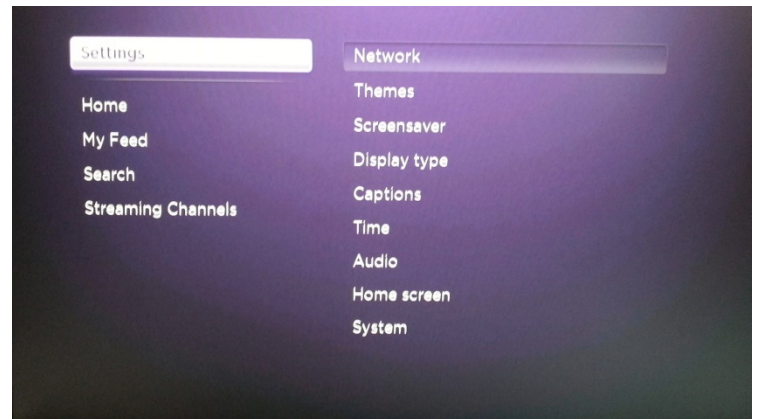 Settings
Home
My Feed
Search
Streaming Channels
Network
Themes
Screensaver
Display type
Captions
Time
Audio
Home screen
System